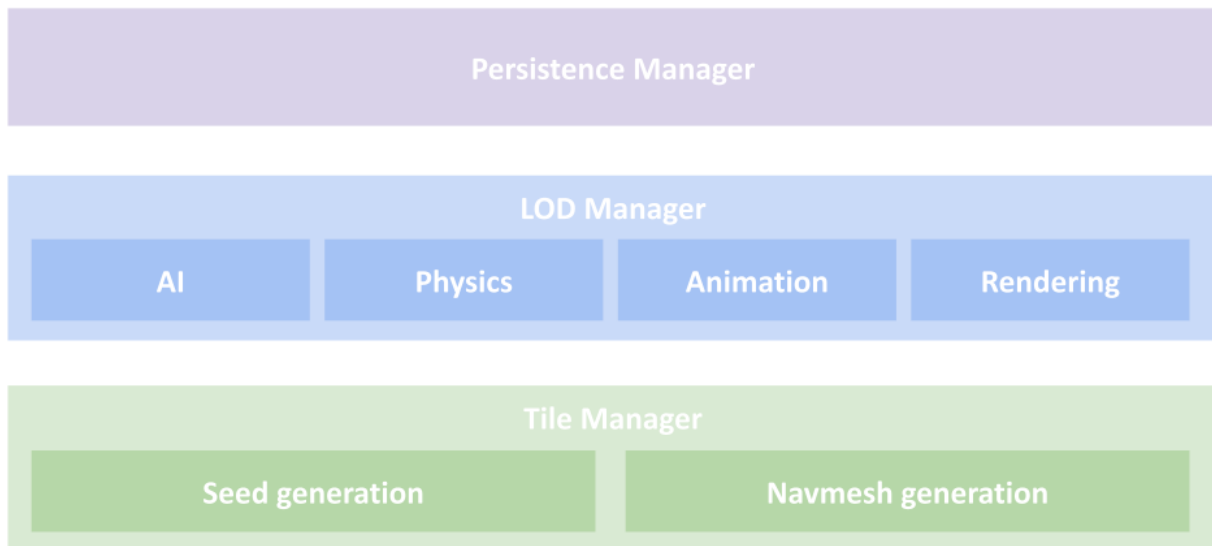 Persistence Manager
LOD Manager
AI
Physics
Animation
Rendering
Tile Manager
Seed generation
Navmesh generation